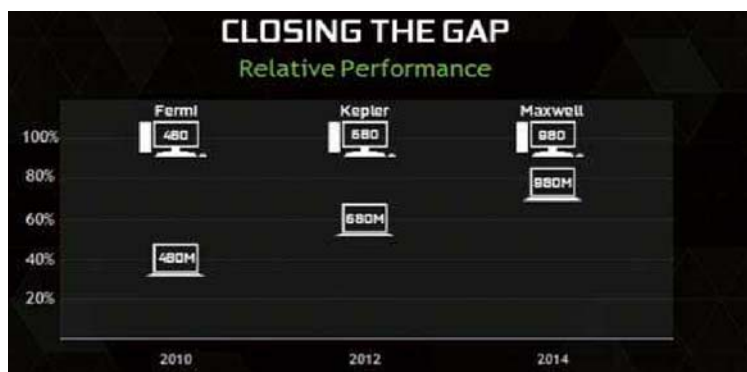 CLOSING THE GAP
Relative Performance
Fermi Kepler Maxwell
100% 480 680 980
80% 980M
60% 680M
40% 480M
20%
2010 2012 2014